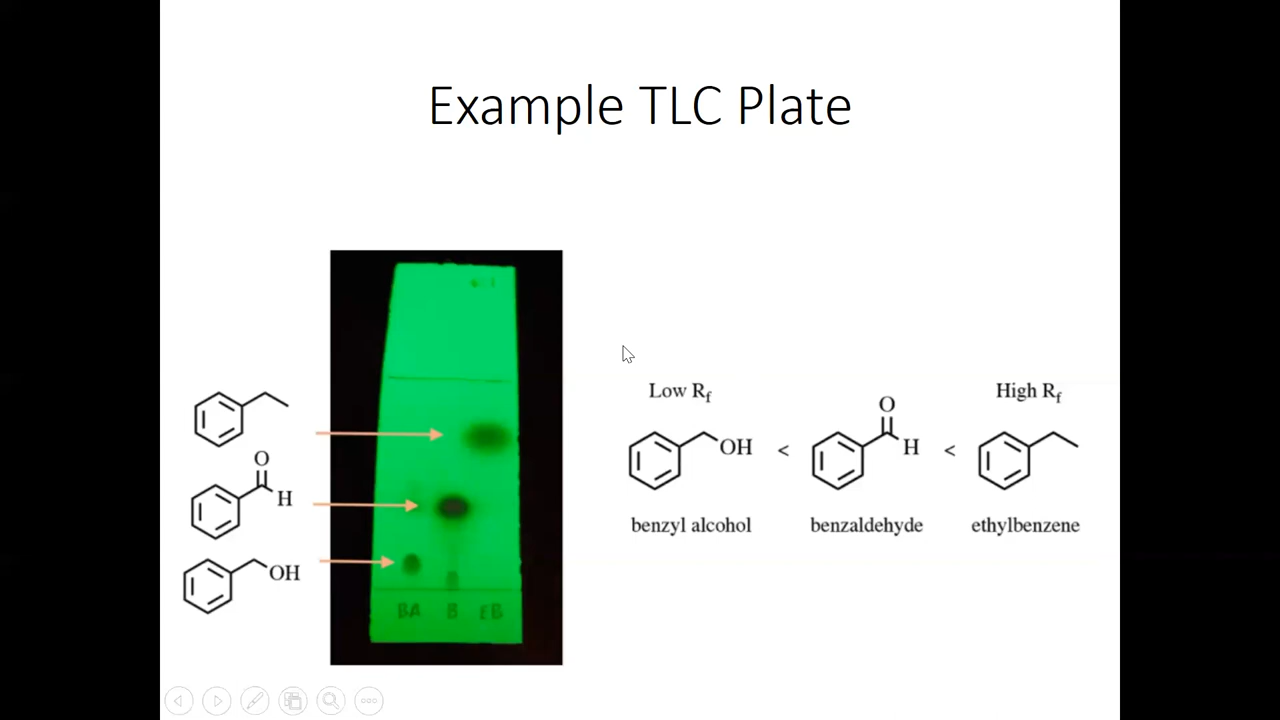 Example TLC Plate
O
H
OH
BA B EB
Low Rf
High Rf
OH
<
O
H
<
benzyl alcohol
benzaldehyde
ethylbenzene